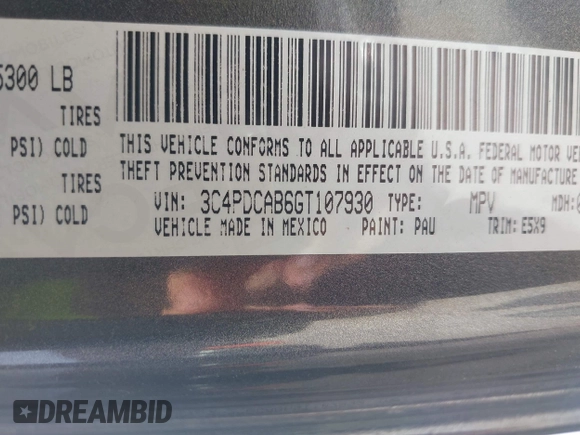 5300 LB
TIRES
PSI) COLD
TIRES
PSI) COLD
THIS VEHICLE CONFORMS TO ALL APPLICABLE U.S.A. FEDERAL MOTOR VE
THEFT PREVENTION STANDARDS IN EFFECT ON THE DATE OF MANUFACTURE
VIN: 3C4PDCAB6GT107930 TYPE: MPV MDH:
VEHICLE MADE IN MEXICO PAINT: PAU TRIM: E5X9
DREAMBID